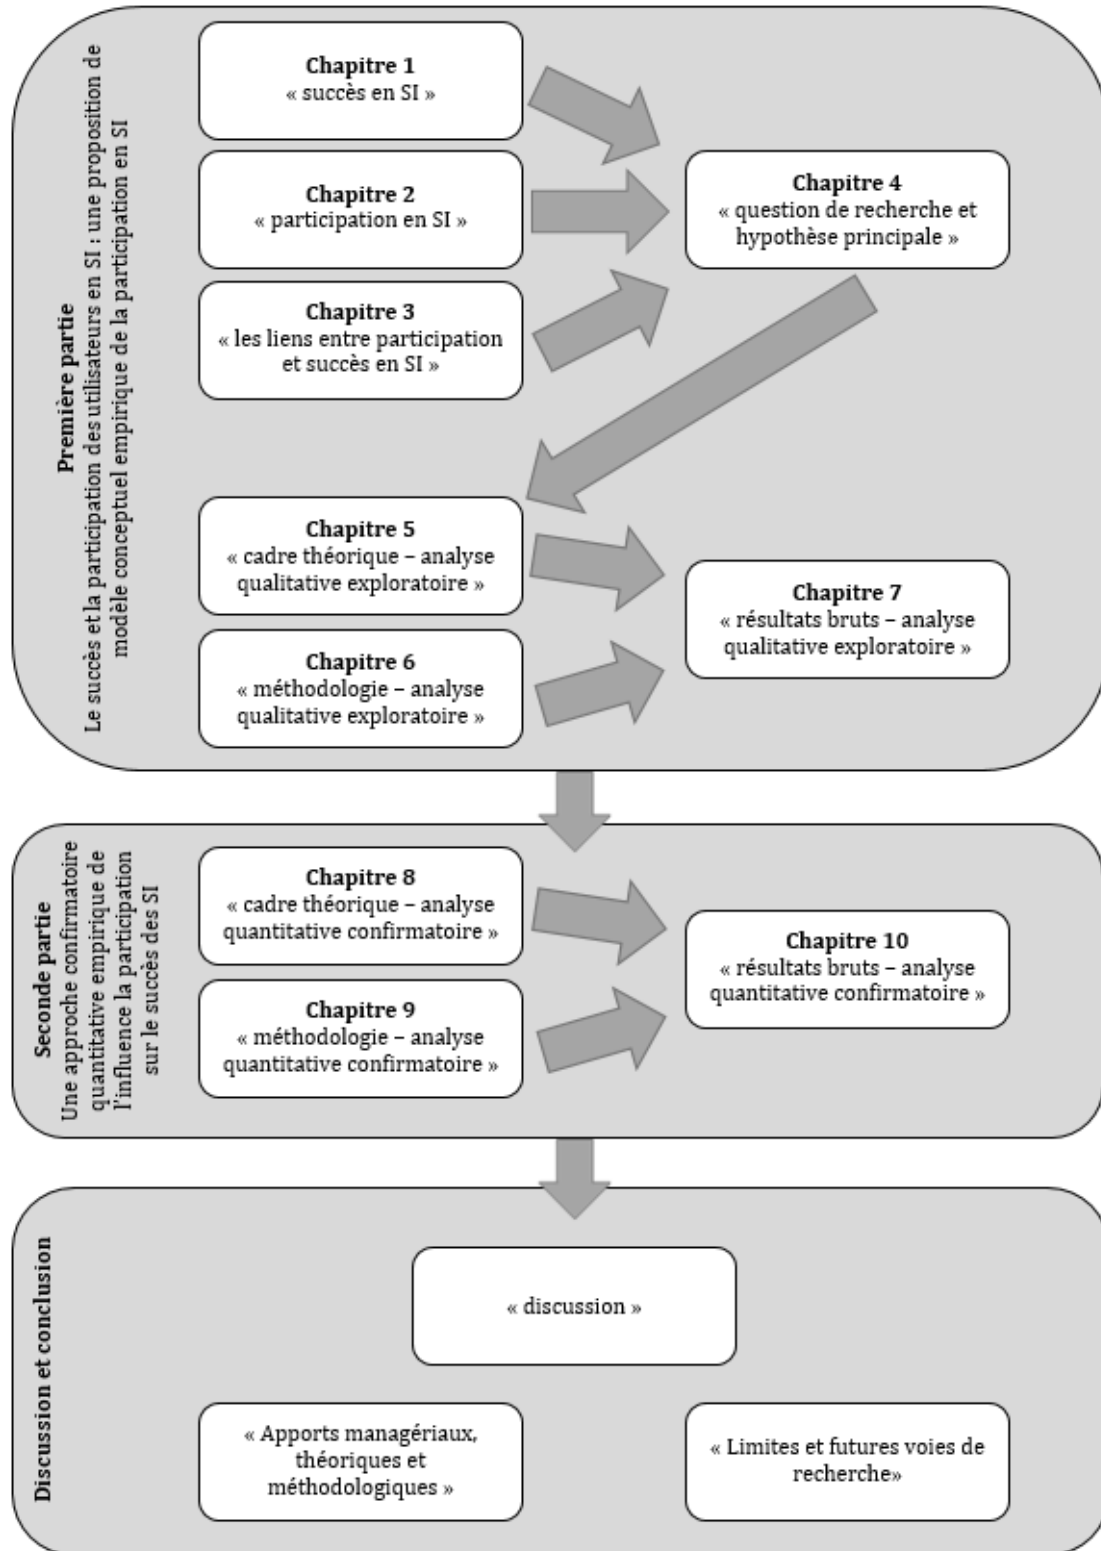 Première partie
Le succès et la participation des utilisateurs en SI : une proposition de
modèle conceptuel empirique de la participation en SI
Chapitre 1
« succès en SI »
Chapitre 2
« participation en SI »
Chapitre 3
« les liens entre participation
et succès en SI »
Chapitre 4
« question de recherche et
hypothèse principale »
Chapitre 5
« cadre théorique – analyse
qualitative exploratoire »
Chapitre 6
« méthodologie – analyse
qualitative exploratoire »
Chapitre 7
« résultats bruts – analyse
qualitative exploratoire »
Seconde partie
Une approche confirmatoire
quantitative empirique de
l'influence la participation
sur le succès des SI
Chapitre 8
« cadre théorique – analyse
quantitative confirmatoire »
Chapitre 9
« méthodologie – analyse
quantitative confirmatoire »
Chapitre 10
« résultats bruts – analyse
quantitative confirmatoire »
Discussion et conclusion
« discussion »
« Apports managériaux,
théoriques et
méthodologiques »
« Limites et futures voies de
recherche»